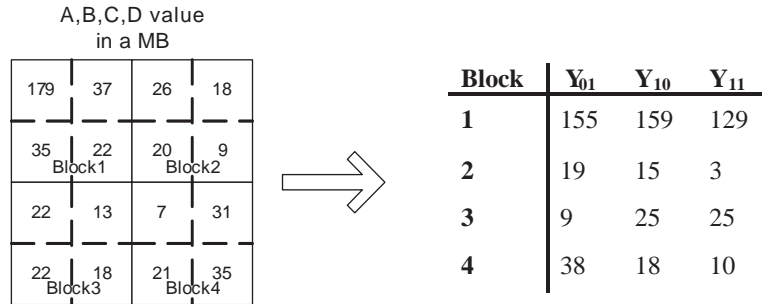 A,B,C,D value
in a MB
179 37 26 18
35 22 20 9
Block1 Block2
22 13 7 31
22 18 21 35
Block3 Block4
Block Y01 Y10 Y11
1 155 159 129
2 19 15 3
3 9 25 25
4 38 18 10